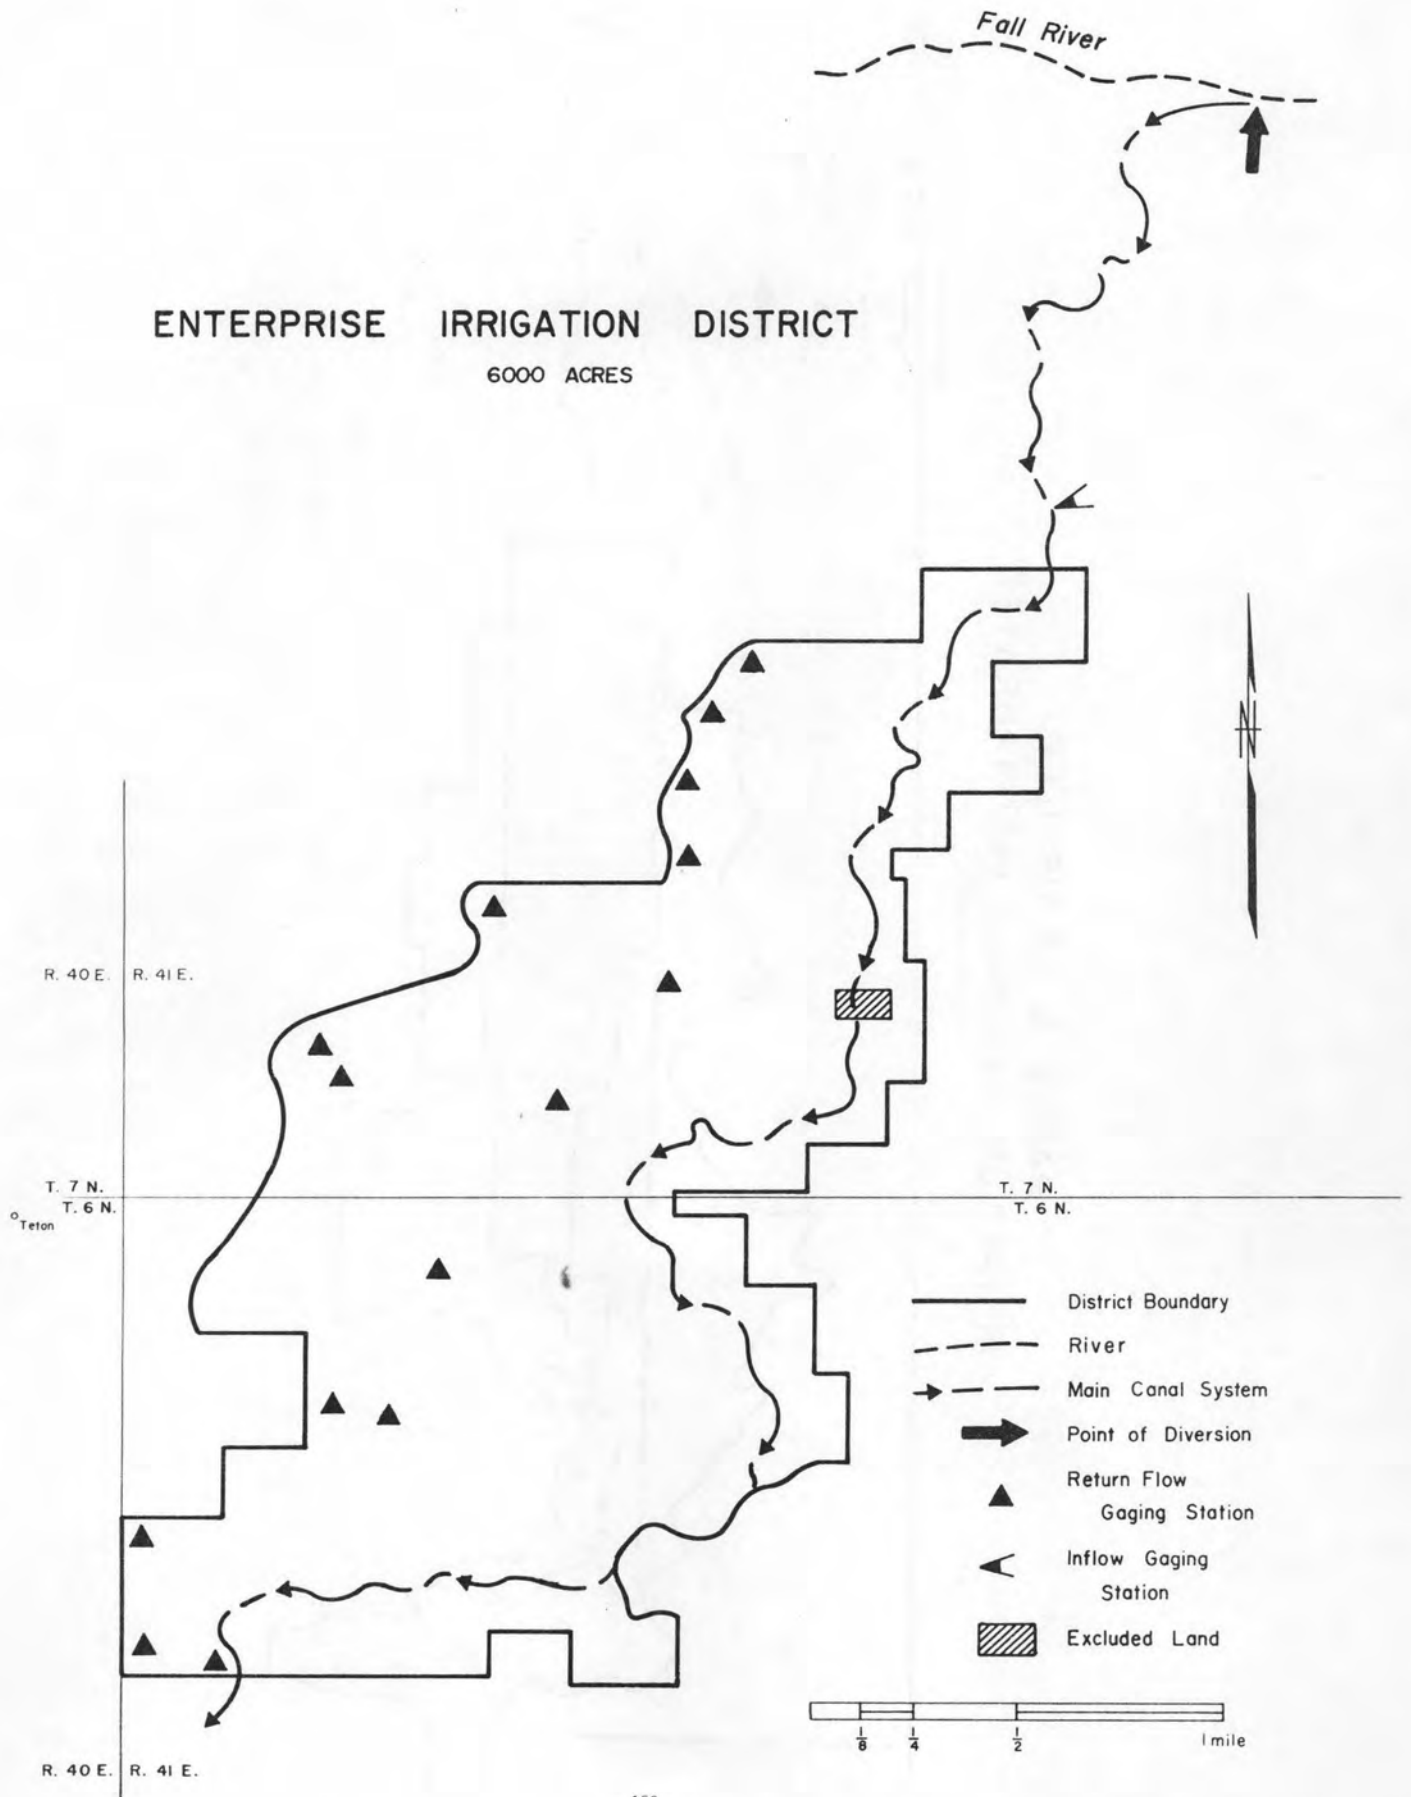 Fall River
ENTERPRISE IRRIGATION DISTRICT
6000 ACRES
N
R. 40 E. R. 41 E.
T. 7 N.
T. 6 N.
T. 7 N.
T. 6 N.
Teton
District Boundary
River
Main Canal System
Point of Diversion
Return Flow
Gaging Station
Inflow Gaging
Station
Excluded Land
1/8 1/4 1/2 1 mile
R. 40 E. R. 41 E.